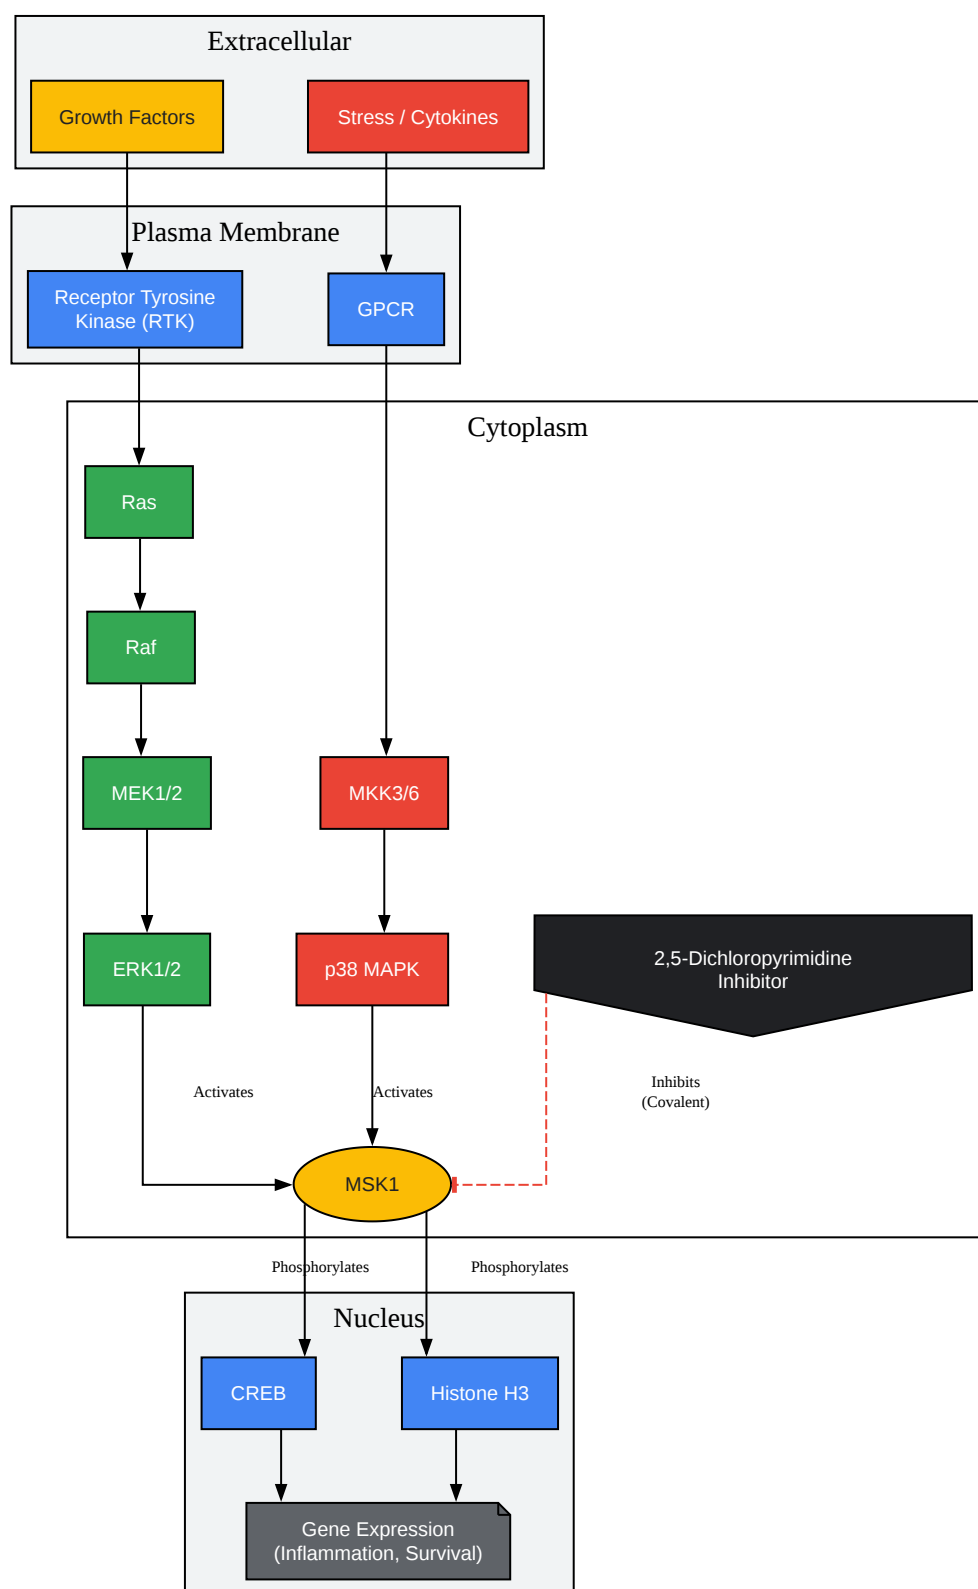 Extracellular
Growth Factors
Stress / Cytokines
Plasma Membrane
Receptor Tyrosine
Kinase (RTK)
GPCR
Cytoplasm
Ras
Raf
MEK1/2
MKK3/6
ERK1/2
p38 MAPK
2,5-Dichloropyrimidine
Inhibitor
Activates
Activates
Inhibits
(Covalent)
MSK1
Phosphorylates
Phosphorylates
Nucleus
CREB
Histone H3
Gene Expression
(Inflammation, Survival)